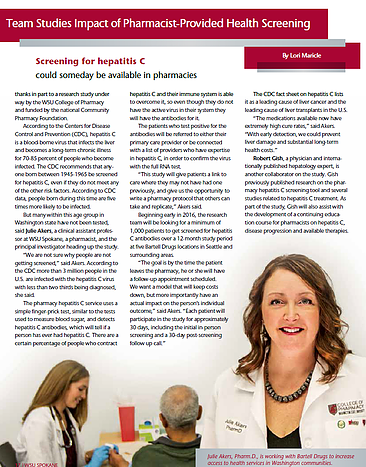 Team Studies Impact of Pharmacist-Provided Health Screening
By Lori Maricle
Screening for hepatitis C
could someday be available in pharmacies
thanks in part to a research study under
way by the WSU College of Pharmacy
and funded by the national Community
Pharmacy Foundation.
According to the Centers for Disease
Control and Prevention (CDC), hepatitis C
is a blood borne virus that infects the liver
and becomes a long-term chronic illness
for 70-85 percent of people who become
infected. The CDC recommends that any-
one born between 1945-1965 be screened
for hepatitis C, even if they do not meet any
of the other risk factors. According to CDC
data, people born during this time are five
times more likely to be infected.
But many within this age group in
Washington state have not been tested,
said Julie Akers, a clinical assistant profes-
sor at WSU Spokane, a pharmacist, and the
principal investigator heading up the study.
"We are not sure why people are not
getting screened," said Akers. According to
the CDC more than 3 million people in the
U.S. are infected with the hepatitis C virus
with less than two thirds being diagnosed,
she said.
The pharmacy hepatitis C service uses a
simple finger-prick test, similar to the tests
used to measure blood sugar, and detects
hepatitis C antibodies, which will tell if a
person has ever had hepatitis C. There are a
certain percentage of people who contract
hepatitis C and their immune system is able
to overcome it, so even though they do not
have the active virus in their system they
will have the antibodies for it.
The patients who test positive for the
antibodies will be referred to either their
primary care provider or be connected
with a list of providers who have expertise
in hepatitis C, in order to confirm the virus
with the full RNA test.
"This study will give patients a link to
care where they may not have had one
previously, and give us the opportunity to
write a pharmacy protocol that others can
take and replicate," Akers said.
Beginning early in 2016, the research
team will be looking for a minimum of
1,000 patients to get screened for hepatitis
C antibodies over a 12-month study period
at five Bartell Drugs locations in Seattle and
surrounding areas.
"The goal is by the time the patient
leaves the pharmacy, he or she will have
a follow up appointment scheduled.
We want a model that will keep costs
down, but more importantly have an
actual impact on the person's individual
outcome," said Akers. "Each patient will
participate in the study for approximately
30 days, including the initial in person
screening and a 30-day post-screening
follow up call."
The CDC fact sheet on hepatitis C lists
it as a leading cause of liver cancer and the
leading cause of liver transplants in the U.S.
"The medications available now have
extremely high cure rates," said Akers.
"With early detection, we could prevent
liver damage and substantial long-term
health costs."
Robert Gish, a physician and interna-
tionally published hepatology expert, is
another collaborator on the study. Gish
previously published research on the phar-
macy hepatitis C screening tool and several
studies related to hepatitis C treatment. As
part of the study, Gish will also assist with
the development of a continuing educa-
tion course for pharmacists on hepatitis C,
disease progression and available therapies.
Julie Akers
PharmD
COLLEGE OF
PHARMACY
Julie Akers, Pharm.D., is working with Bartell Drugs to increase
access to health services in Washington communities.
WSU SPOKANE